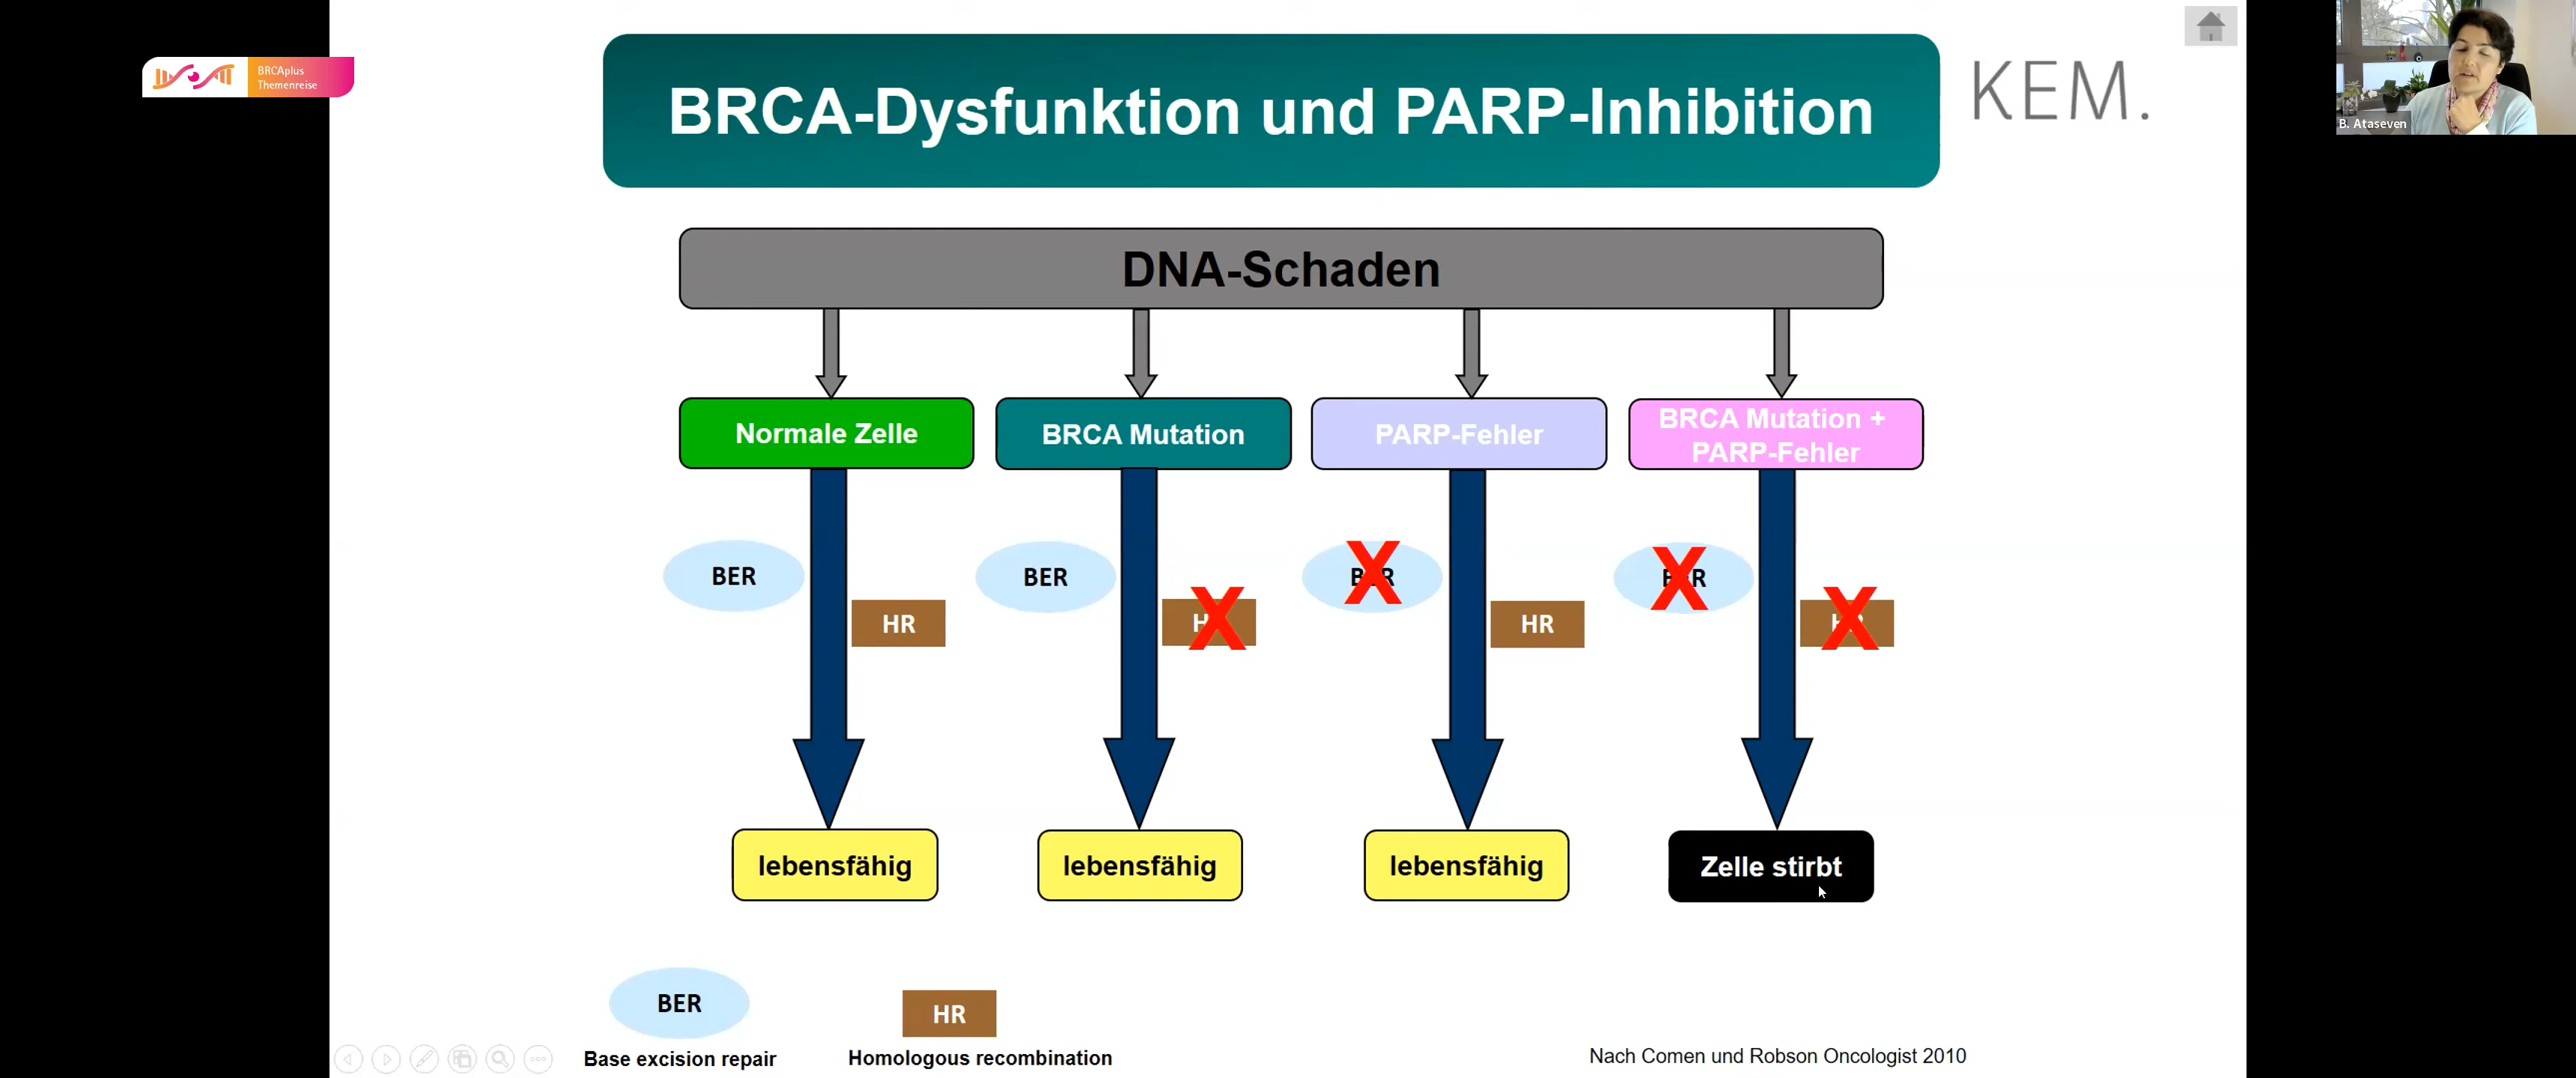 BRCAplus
Themenreise
BRCA-Dysfunktion und PARP-Inhibition
KEM.
B. Ataseven
DNA-Schaden
Normale Zelle
BRCA Mutation
PARP-Fehler
BRCA Mutation +
PARP-Fehler
BER
HR
BER
HR
BER
HR
BER
HR
lebensfähig
lebensfähig
lebensfähig
Zelle stirbt
BER
Base excision repair
HR
Homologous recombination
Nach Comen und Robson Oncologist 2010